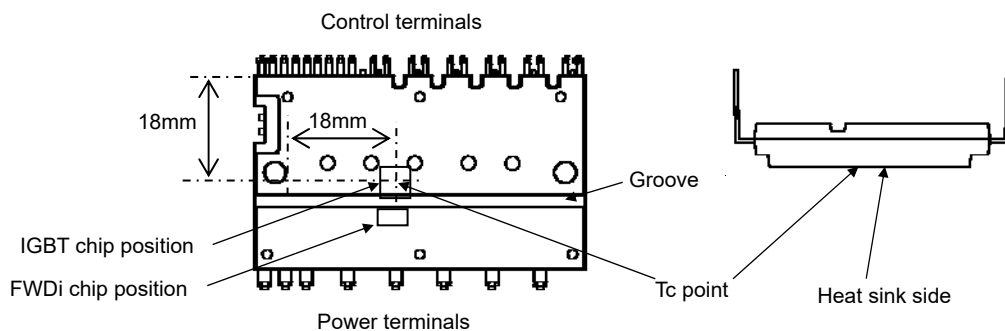 Control terminals
18mm
18mm
Groove
IGBT chip position
FWDi chip position
Tc point
Heat sink side
Power terminals